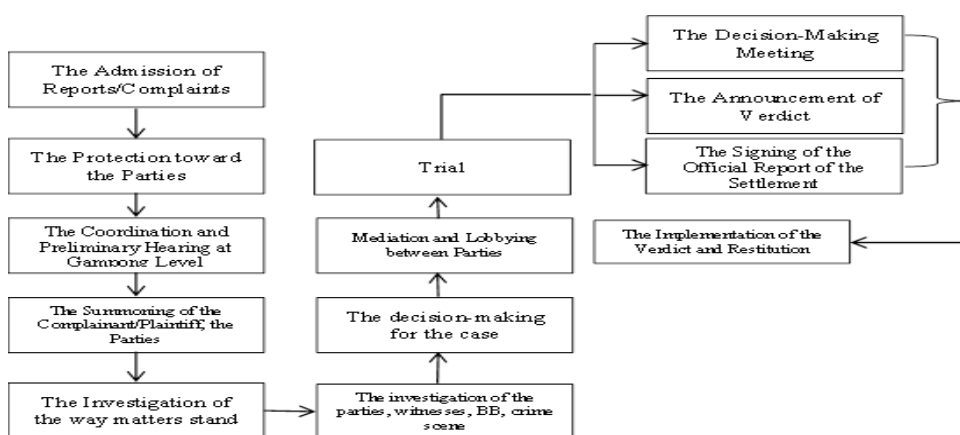 The Admission of
Reports/Complaints
The Protection toward
the Parties
The Coordination and
Preliminary Hearing at
Gampong Level
The Summoning of the
Complainant/Plaintiff, the
Parties
The Investigation of
the way matters stand
The investigation of the
parties, witnesses, BB, crime
scene
The decision-making
for the case
Mediation and Lobbying
between Parties
Trial
The Decision-Making
Meeting
The Announcement of
Verdict
The Signing of the
Official Report of the
Settlement
The Implementation of the
Verdict and Restitution